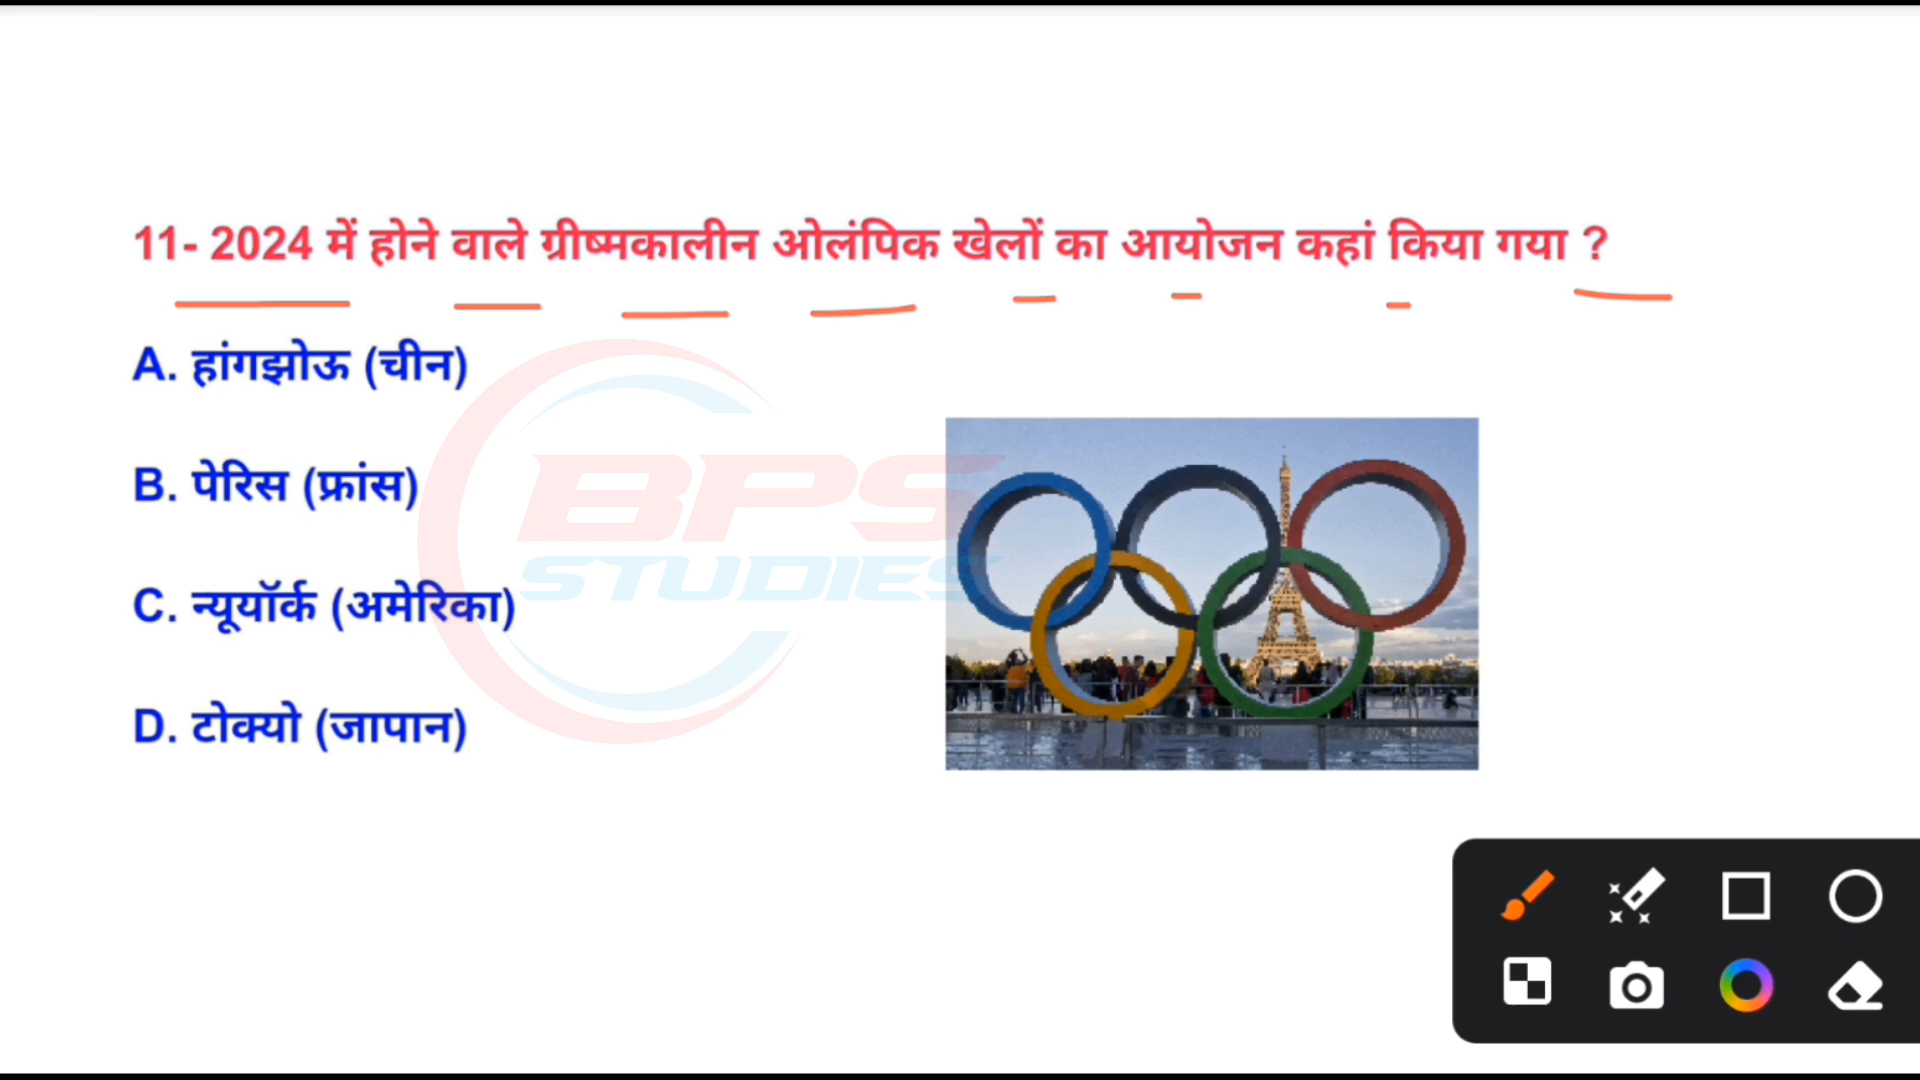 11- 2024 में होने वाले ग्रीष्मकालीन ओलंपिक खेलों का आयोजन कहां किया गया ?
A. हांगझोऊ (चीन)
B. पेरिस (फ्रांस)
C. न्यूयॉर्क (अमेरिका)
D. टोक्यो (जापान)
BPS
STUDIES